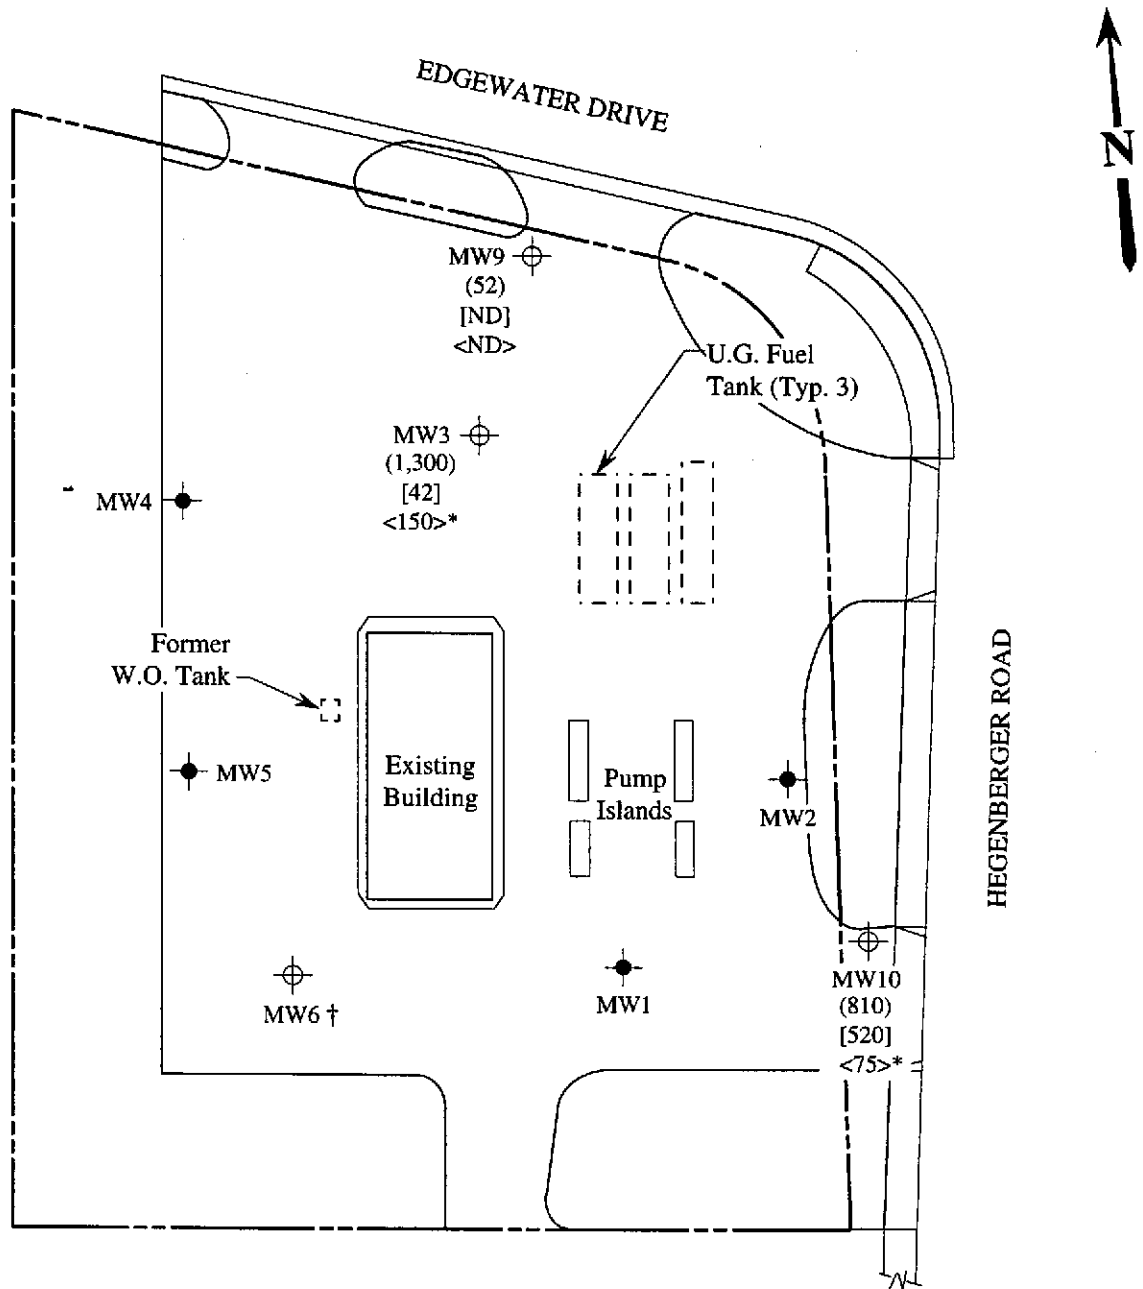 EDGEWATER DRIVE
N
MW9
(52)
[ND]
<ND>
U.G. Fuel
Tank (Typ. 3)
MW3
(1,300)
[42]
<150>*
MW4
Former
W.O. Tank
MW5
Existing
Building
Pump
Islands
MW2
HEGENBERGER ROAD
MW6 †
MW1
MW10
(810)
[520]
<75>*